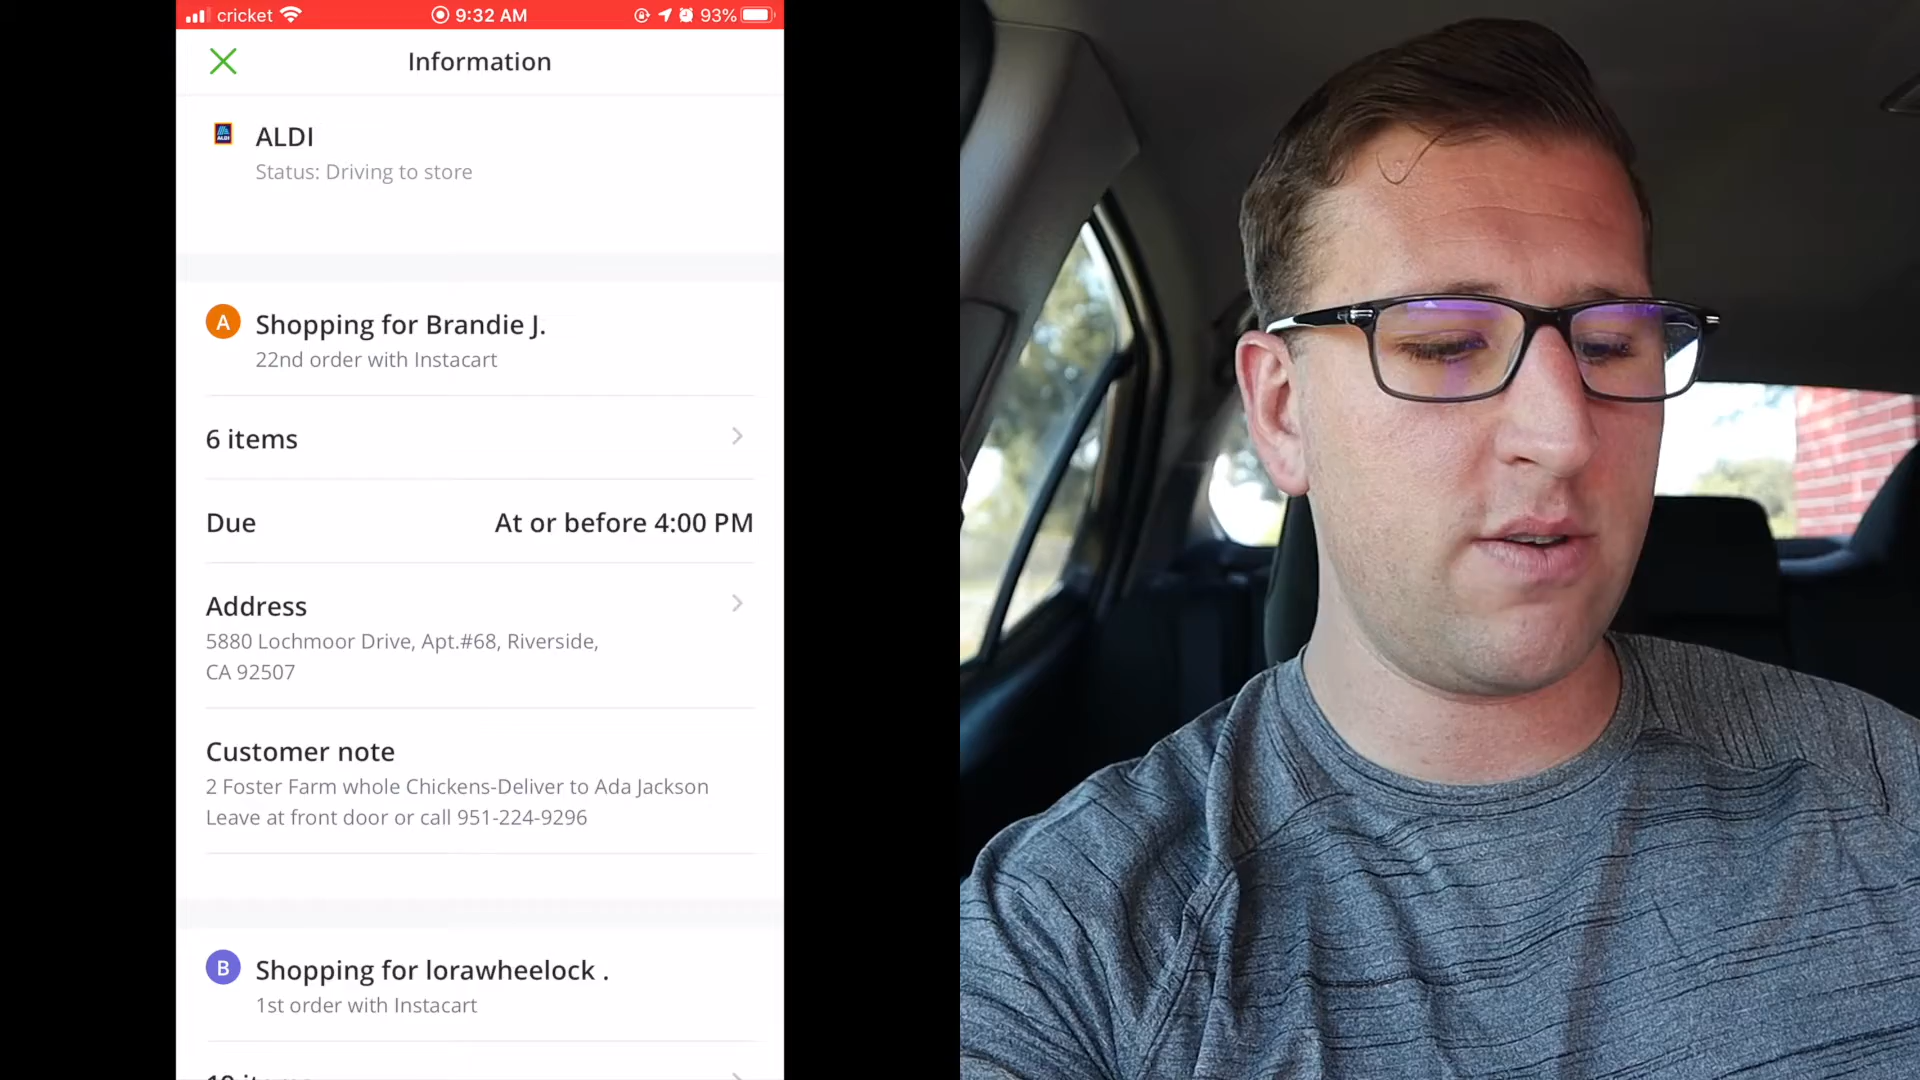 cricket 9:32 AM 93%
Information
ALDI
ALDI
Status: Driving to store
A Shopping for Brandie J.
22nd order with Instacart
6 items
Due At or before 4:00 PM
Address
5880 Lochmoor Drive, Apt.#68, Riverside,
CA 92507
Customer note
2 Foster Farm whole Chickens-Deliver to Ada Jackson
Leave at front door or call 951-224-9296
B Shopping for lorawheelock .
1st order with Instacart